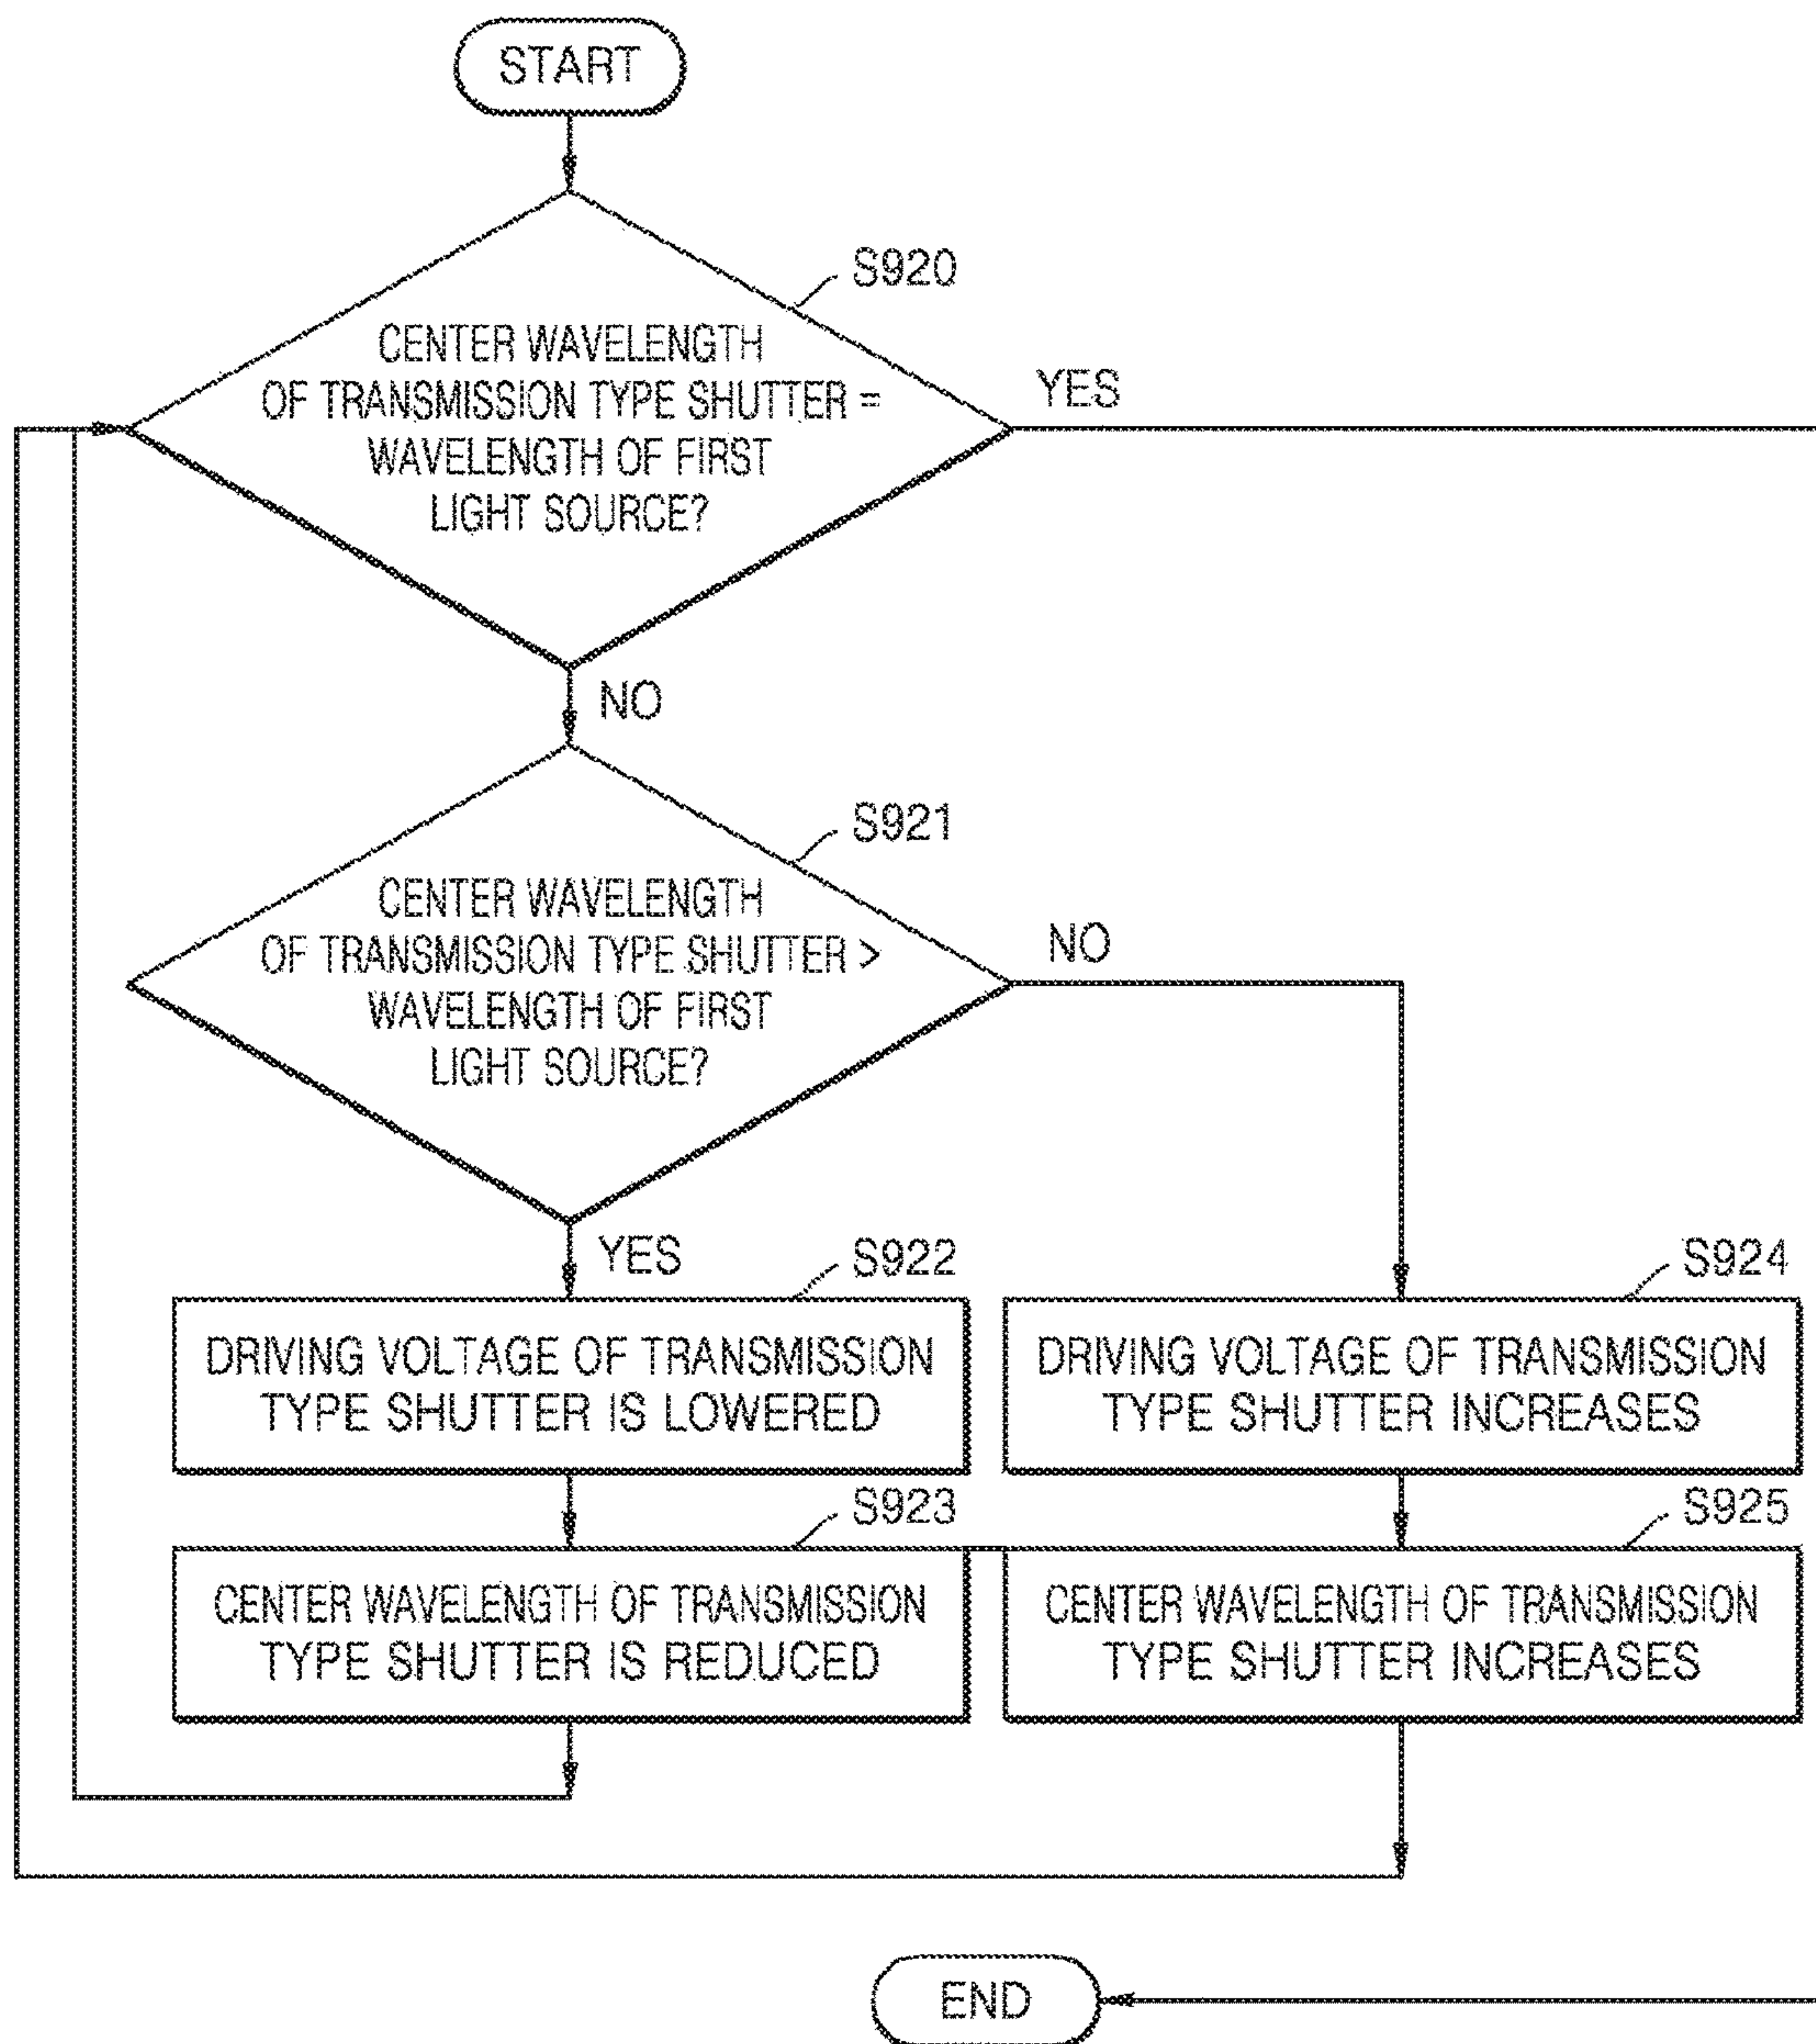 START
S920
CENTER WAVELENGTH
OF TRANSMISSION TYPE SHUTTER =
WAVELENGTH OF FIRST
LIGHT SOURCE?
YES
NO
S921
CENTER WAVELENGTH
OF TRANSMISSION TYPE SHUTTER >
WAVELENGTH OF FIRST
LIGHT SOURCE?
NO
YES
S922
DRIVING VOLTAGE OF TRANSMISSION
TYPE SHUTTER IS LOWERED
S924
DRIVING VOLTAGE OF TRANSMISSION
TYPE SHUTTER INCREASES
S923
CENTER WAVELENGTH OF TRANSMISSION
TYPE SHUTTER IS REDUCED
S925
CENTER WAVELENGTH OF TRANSMISSION
TYPE SHUTTER INCREASES
END